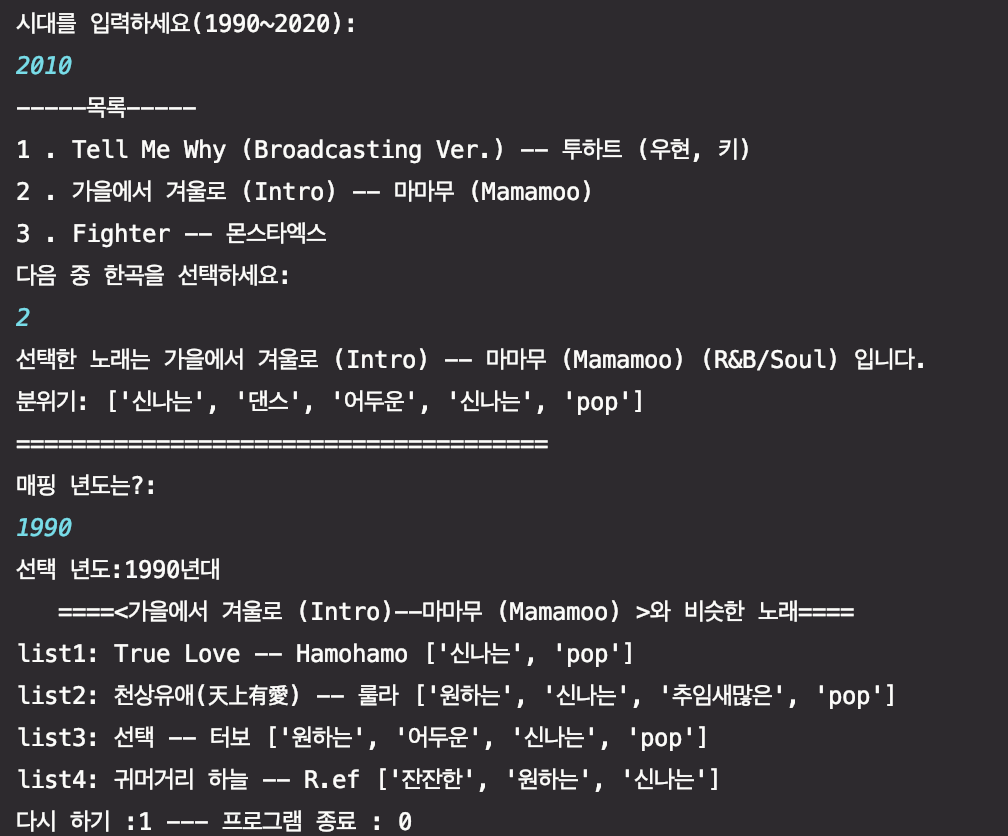 시대를 입력하세요(1990~2020):
2010
-----목록-----
1 . Tell Me Why (Broadcasting Ver.) -- 투하트 (우현, 키)
2 . 가을에서 겨울로 (Intro) -- 마마무 (Mamamoo)
3 . Fighter -- 몬스타엑스
다음 중 한곡을 선택하세요:
2
선택한 노래는 가을에서 겨울로 (Intro) -- 마마무 (Mamamoo) (R&B/Soul) 입니다.
분위기: ['신나는', '댄스', '어두운', '신나는', 'pop']
======================================
매핑 년도는?:
1990
선택 년도:1990년대
   ====<가을에서 겨울로 (Intro)--마마무 (Mamamoo) >와 비슷한 노래====
list1: True Love -- Hamohamo ['신나는', 'pop']
list2: 천상유애(天上有愛) -- 룰라 ['원하는', '신나는', '추임새많은', 'pop']
list3: 선택 -- 터보 ['원하는', '어두운', '신나는', 'pop']
list4: 귀머거리 하늘 -- R.ef ['잔잔한', '원하는', '신나는']
다시 하기 :1 --- 프로그램 종료 : 0